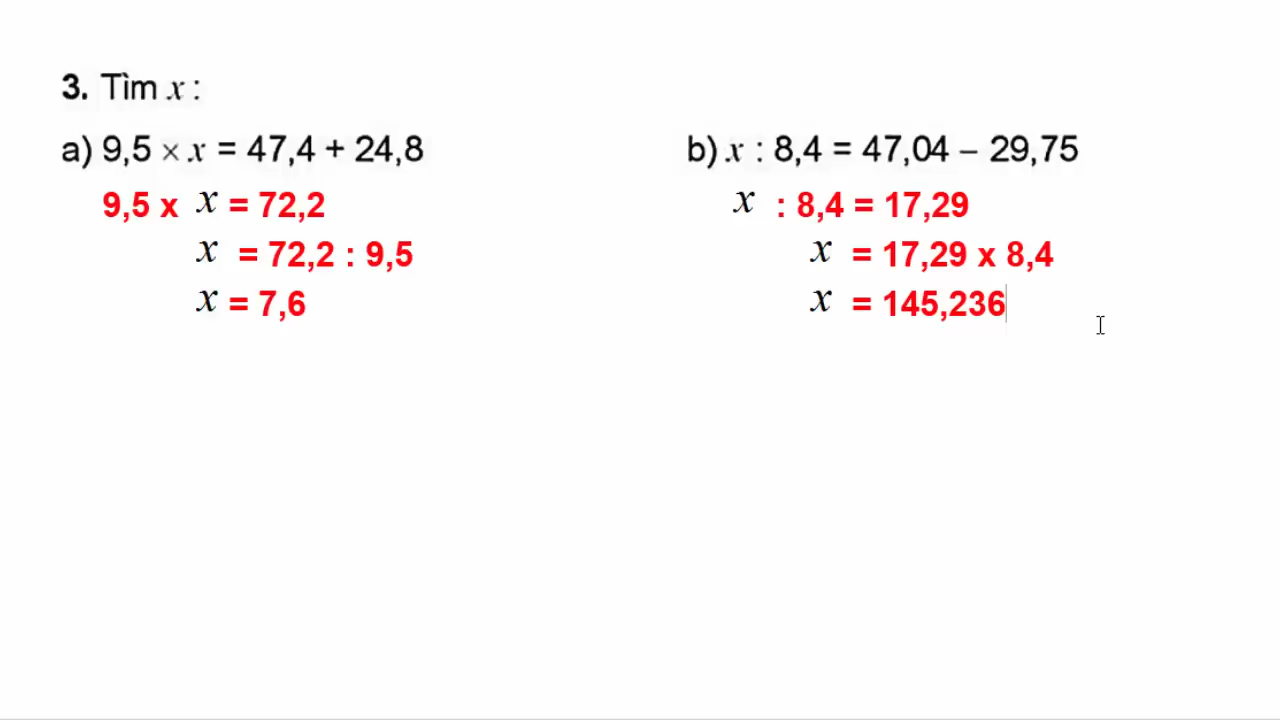 3. Tìm x :
a) 9,5 × x = 47,4 + 24,8
9,5 x x = 72,2
x = 72,2 : 9,5
x = 7,6
b) x : 8,4 = 47,04 – 29,75
x : 8,4 = 17,29
x = 17,29 x 8,4
x = 145,236